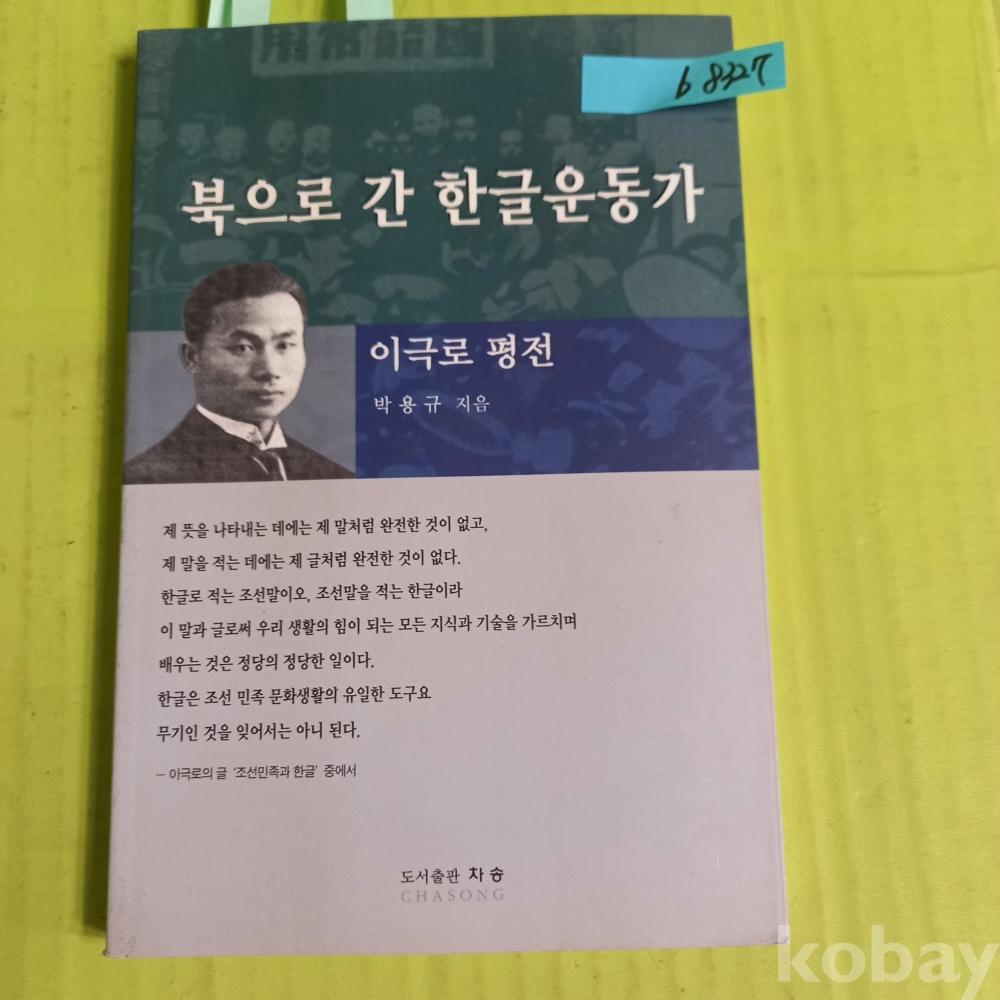 b 8327
북으로 간 한글운동가
이극로 평전
박용규 지음
제 뜻을 나타내는 데에는 제 말처럼 완전한 것이 없고,
제 말을 적는 데에는 제 글처럼 완전한 것이 없다.
한글로 적는 조선말이오, 조선말을 적는 한글이라
이 말과 글로써 우리 생활의 힘이 되는 모든 지식과 기술을 가르치며
배우는 것은 정당의 정당한 일이다.
한글은 조선 민족 문화생활의 유일한 도구요
무기인 것을 잊어서는 아니 된다.
– 이극로의 글 ‘조선민족과 한글’ 중에서
도서출판 차송
CHASONG
kobay